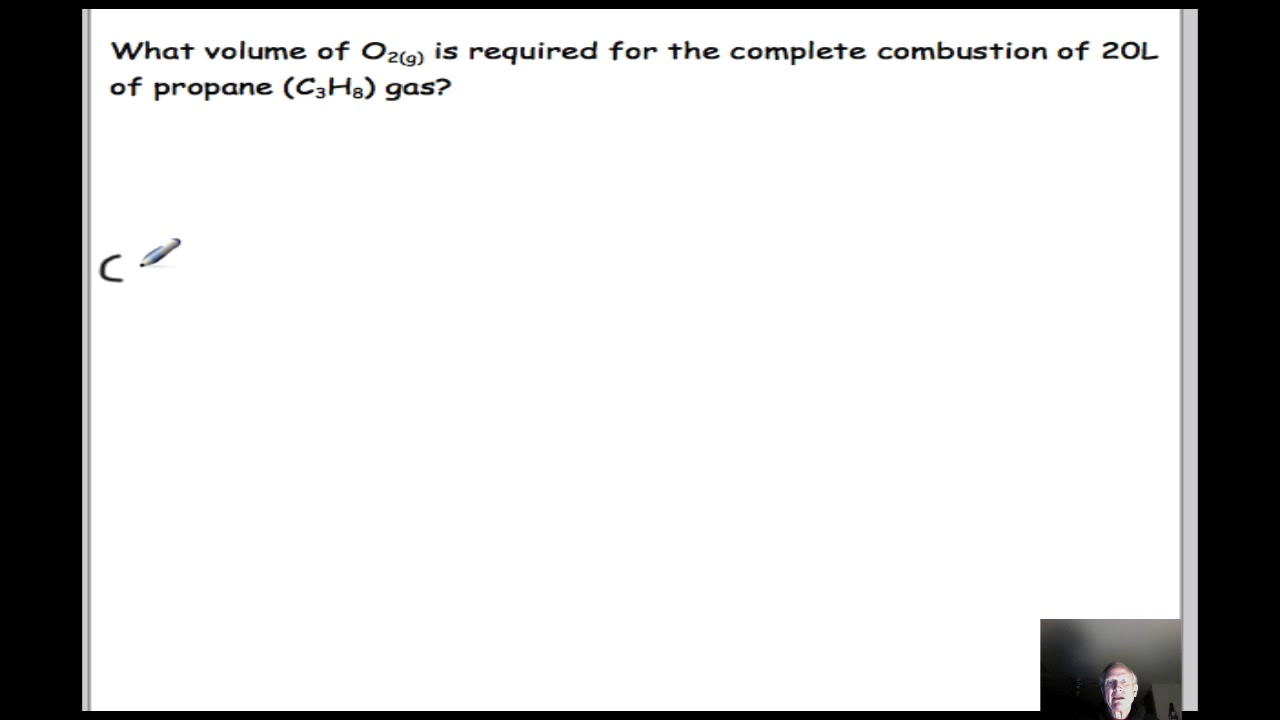 What volume of O₂(g) is required for the complete combustion of 20L
of propane (C₃H₈) gas?
C